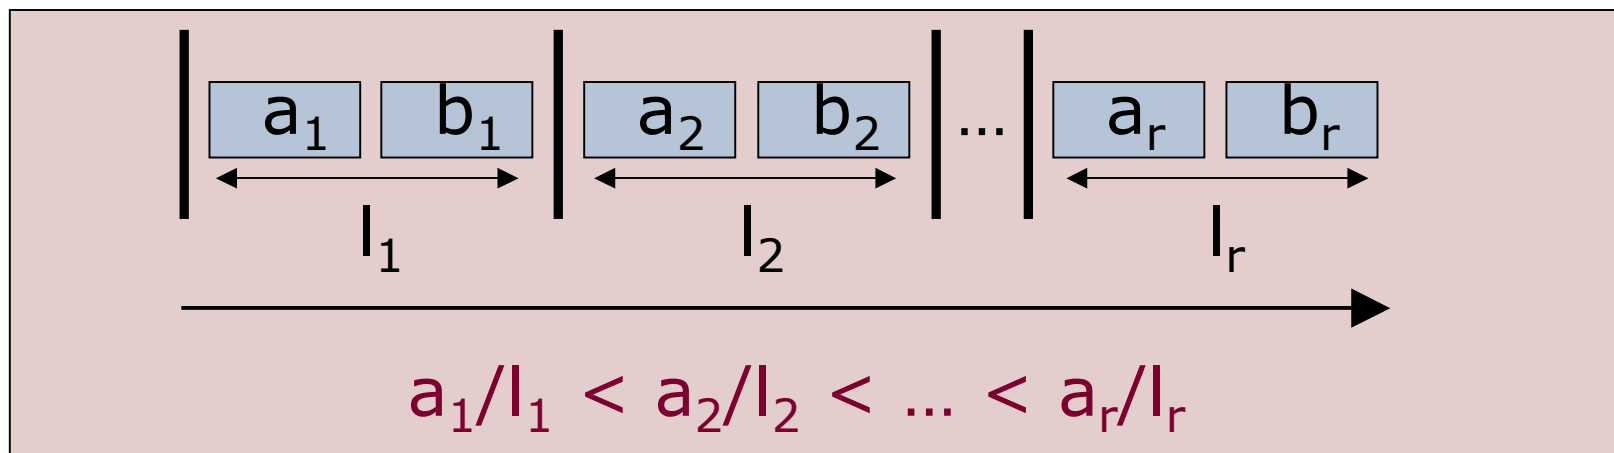 a₁ b₁ a₂ b₂ ... aᵣ bᵣ
l₁ l₂ lᵣ
a₁/l₁ < a₂/l₂ < ... < aᵣ/lᵣ